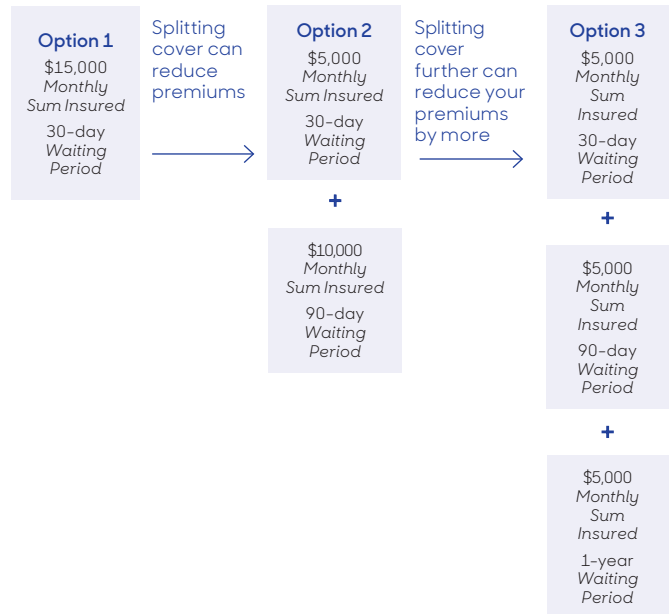 Option 1
$15,000
Monthly
Sum Insured
30-day
Waiting
Period
Splitting
cover can
reduce
premiums
Option 2
$5,000
Monthly
Sum Insured
30-day
Waiting
Period
+
$10,000
Monthly
Sum Insured
90-day
Waiting
Period
Splitting
cover
further can
reduce your
premiums
by more
Option 3
$5,000
Monthly
Sum
Insured
30-day
Waiting
Period
+
$5,000
Monthly
Sum
Insured
90-day
Waiting
Period
+
$5,000
Monthly
Sum
Insured
1-year
Waiting
Period